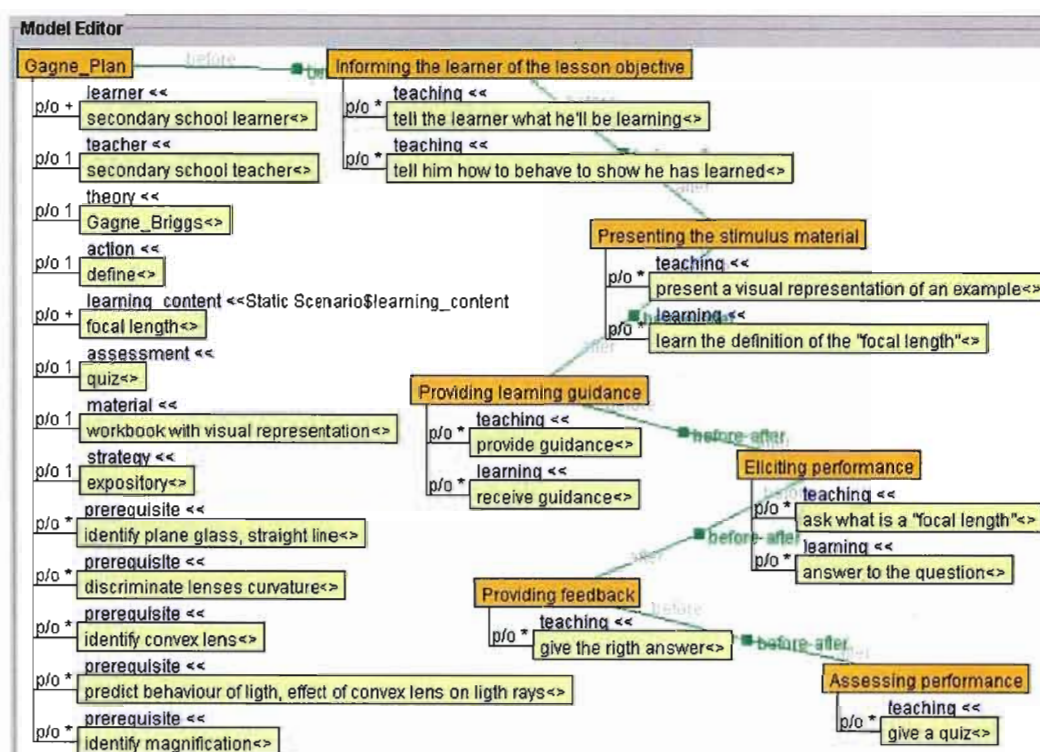 Model Editor
Gagne_Plan
before
Informing the learner of the lesson objective
learner <<
p/o +
secondary school learner<>
teacher <<
p/o 1
secondary school teacher<>
theory <<
p/o 1
Gagne_Briggs<>
action <<
p/o 1
define<>
learning_content <<Static Scenario$learning_content
p/o +
focal length<>
assessment <<
p/o 1
quiz<>
material <<
p/o 1
workbook with visual representation<>
strategy <<
p/o 1
expository<>
prerequisite <<
p/o *
identify plane glass, straight line<>
prerequisite <<
p/o *
discriminate lenses curvature<>
prerequisite <<
p/o *
identify convex lens<>
prerequisite <<
p/o *
predict behaviour of ligth, effect of convex lens on ligth rays<>
prerequisite <<
p/o *
identify magnification<>
teaching <<
p/o *
tell the learner what he'll be learning<>
teaching <<
p/o *
tell him how to behave to show he has learned<>
after
Presenting the stimulus material
teaching <<
p/o *
present a visual representation of an example<>
learning <<
p/o *
learn the definition of the "focal length"<>
after
Providing learning guidance
before
teaching <<
p/o *
provide guidance<>
learning <<
p/o *
receive guidance<>
before-after
Eliciting performance
teaching <<
p/o *
ask what is a "focal length"<>
learning <<
p/o *
answer to the question<>
before-after
after
Providing feedback
before
teaching <<
p/o *
give the rigth answer<>
before-after
after
Assessing performance
teaching <<
p/o *
give a quiz<>